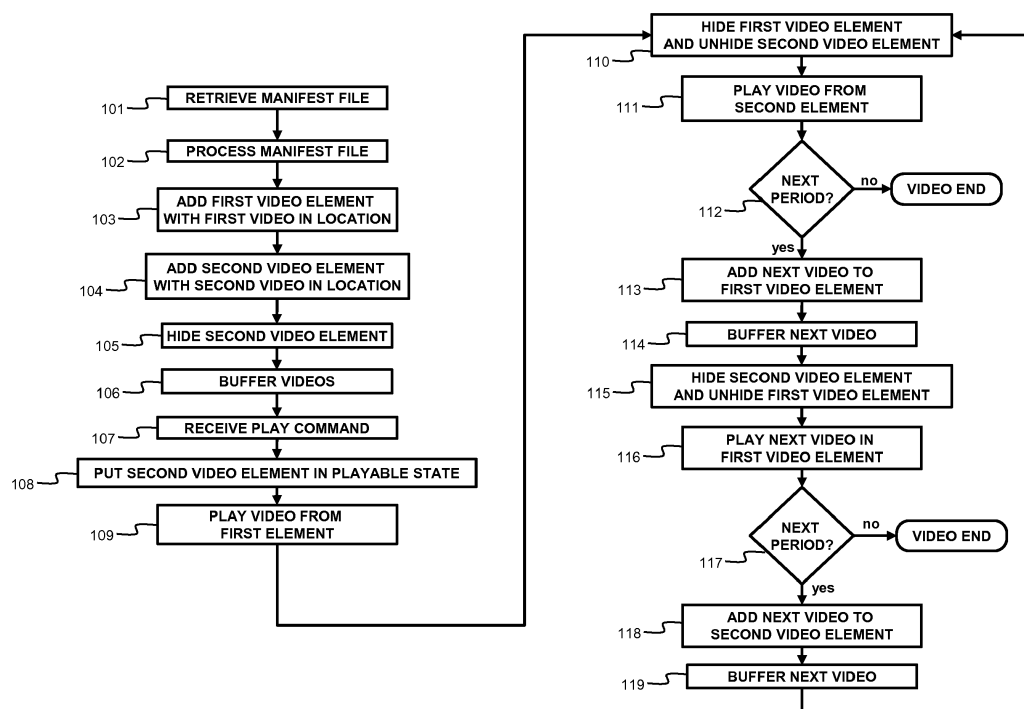 101
RETRIEVE MANIFEST FILE
102
PROCESS MANIFEST FILE
103
ADD FIRST VIDEO ELEMENT
WITH FIRST VIDEO IN LOCATION
104
ADD SECOND VIDEO ELEMENT
WITH SECOND VIDEO IN LOCATION
105
HIDE SECOND VIDEO ELEMENT
106
BUFFER VIDEOS
107
RECEIVE PLAY COMMAND
108
PUT SECOND VIDEO ELEMENT IN PLAYABLE STATE
109
PLAY VIDEO FROM
FIRST ELEMENT
110
HIDE FIRST VIDEO ELEMENT
AND UNHIDE SECOND VIDEO ELEMENT
111
PLAY VIDEO FROM
SECOND ELEMENT
112
NEXT
PERIOD?
no
VIDEO END
yes
113
ADD NEXT VIDEO TO
FIRST VIDEO ELEMENT
114
BUFFER NEXT VIDEO
115
HIDE SECOND VIDEO ELEMENT
AND UNHIDE FIRST VIDEO ELEMENT
116
PLAY NEXT VIDEO IN
FIRST VIDEO ELEMENT
117
NEXT
PERIOD?
no
VIDEO END
yes
118
ADD NEXT VIDEO TO
SECOND VIDEO ELEMENT
119
BUFFER NEXT VIDEO